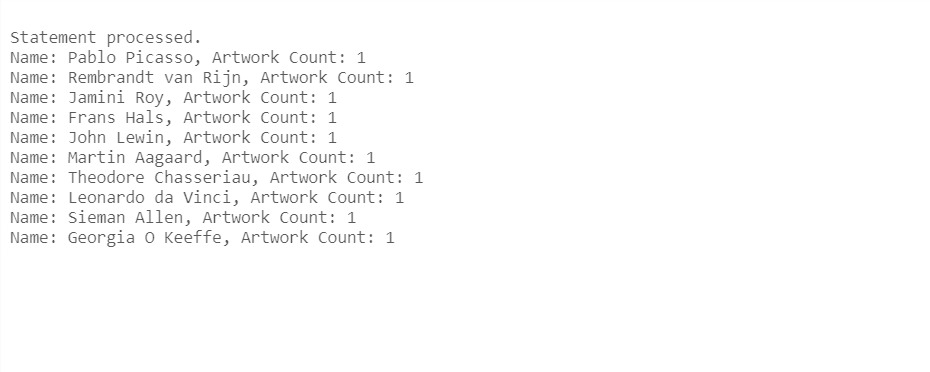 Statement processed.
Name: Pablo Picasso, Artwork Count: 1
Name: Rembrandt van Rijn, Artwork Count: 1
Name: Jamini Roy, Artwork Count: 1
Name: Frans Hals, Artwork Count: 1
Name: John Lewin, Artwork Count: 1
Name: Martin Aagaard, Artwork Count: 1
Name: Theodore Chasseriau, Artwork Count: 1
Name: Leonardo da Vinci, Artwork Count: 1
Name: Sieman Allen, Artwork Count: 1
Name: Georgia O Keeffe, Artwork Count: 1